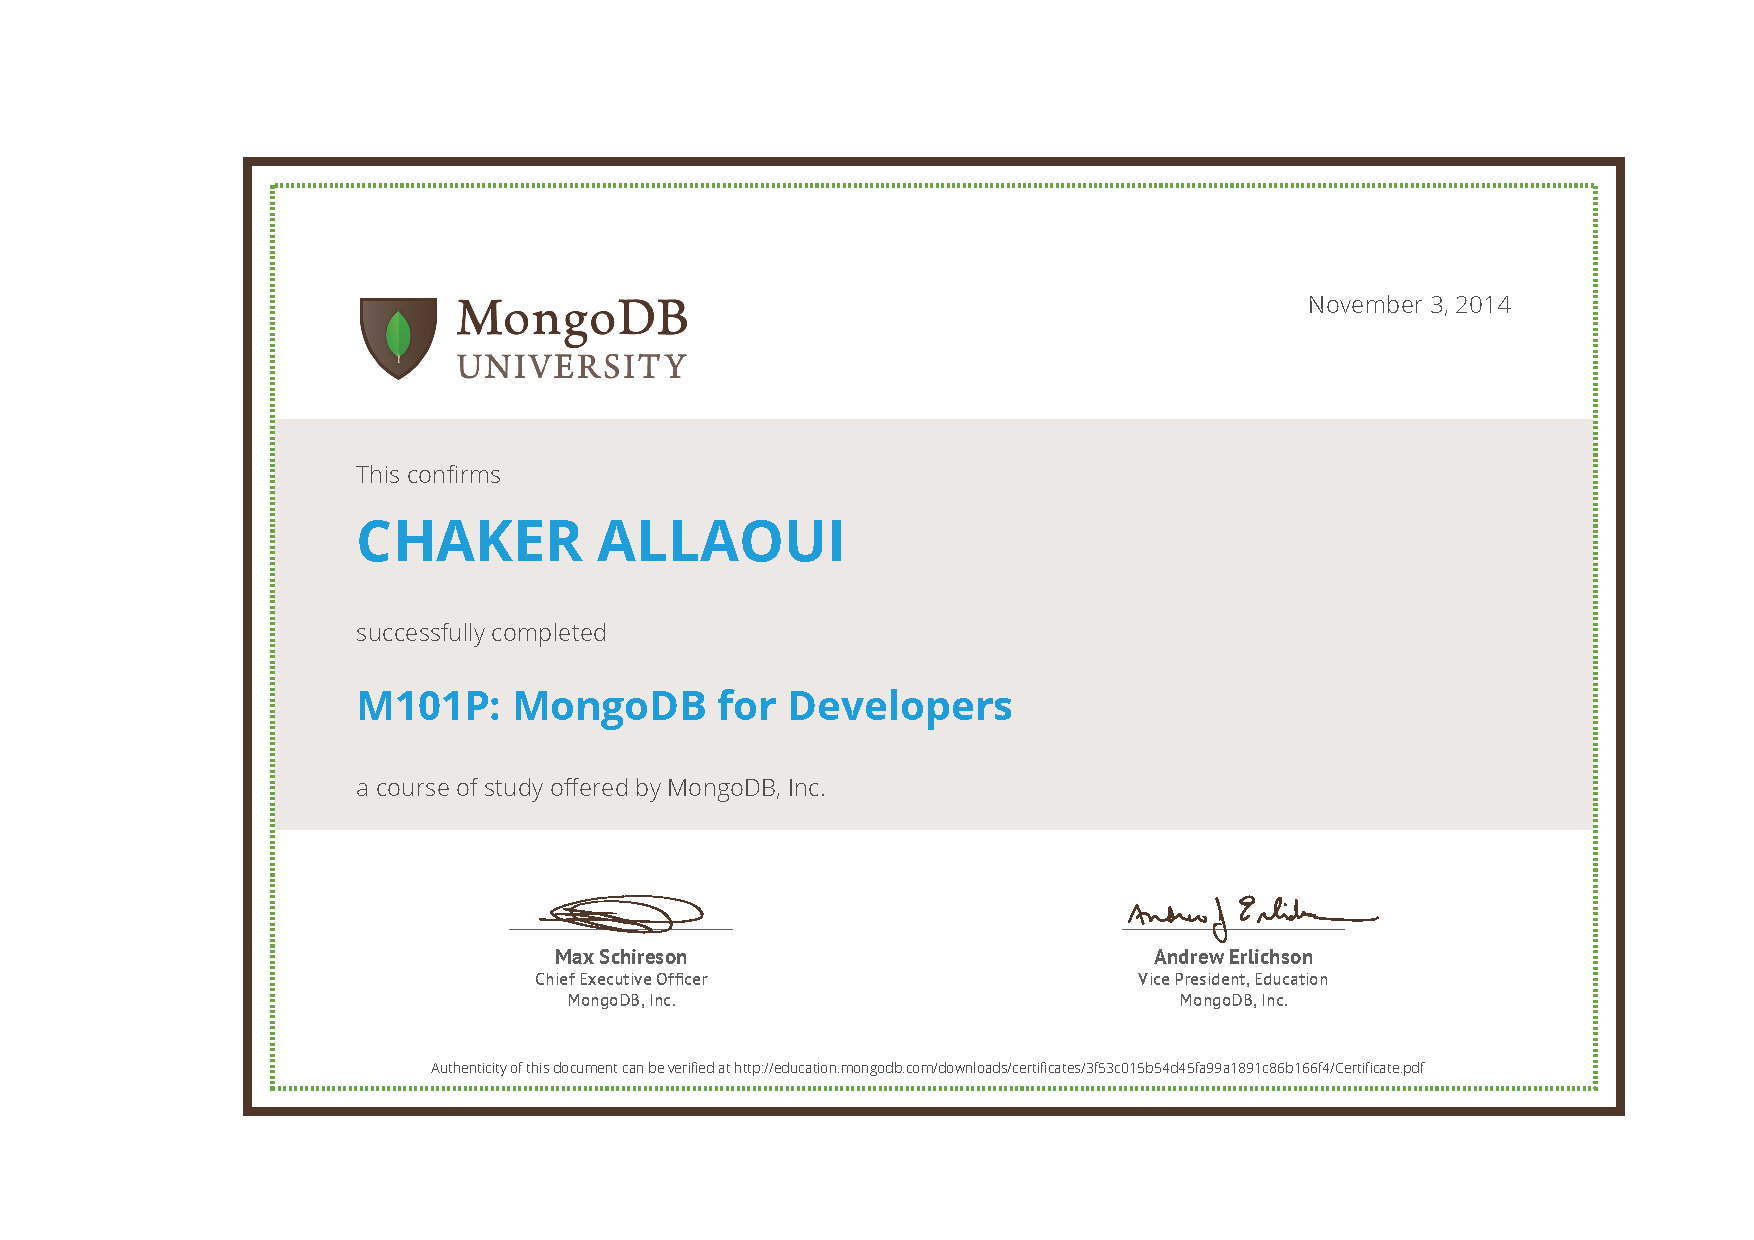 MongoDB
UNIVERSITY
November 3, 2014
This confirms
CHAKER ALLAOUI
successfully completed
M101P: MongoDB for Developers
a course of study offered by MongoDB, Inc.
Andrew J Erlichson
Max Schireson
Chief Executive Officer
MongoDB, Inc.
Andrew Erlichson
Vice President, Education
MongoDB, Inc.
Authenticity of this document can be verified at http://education.mongodb.com/downloads/certificates/3f53c015b54d45fa99a1891c86b166f4/Certificate.pdf